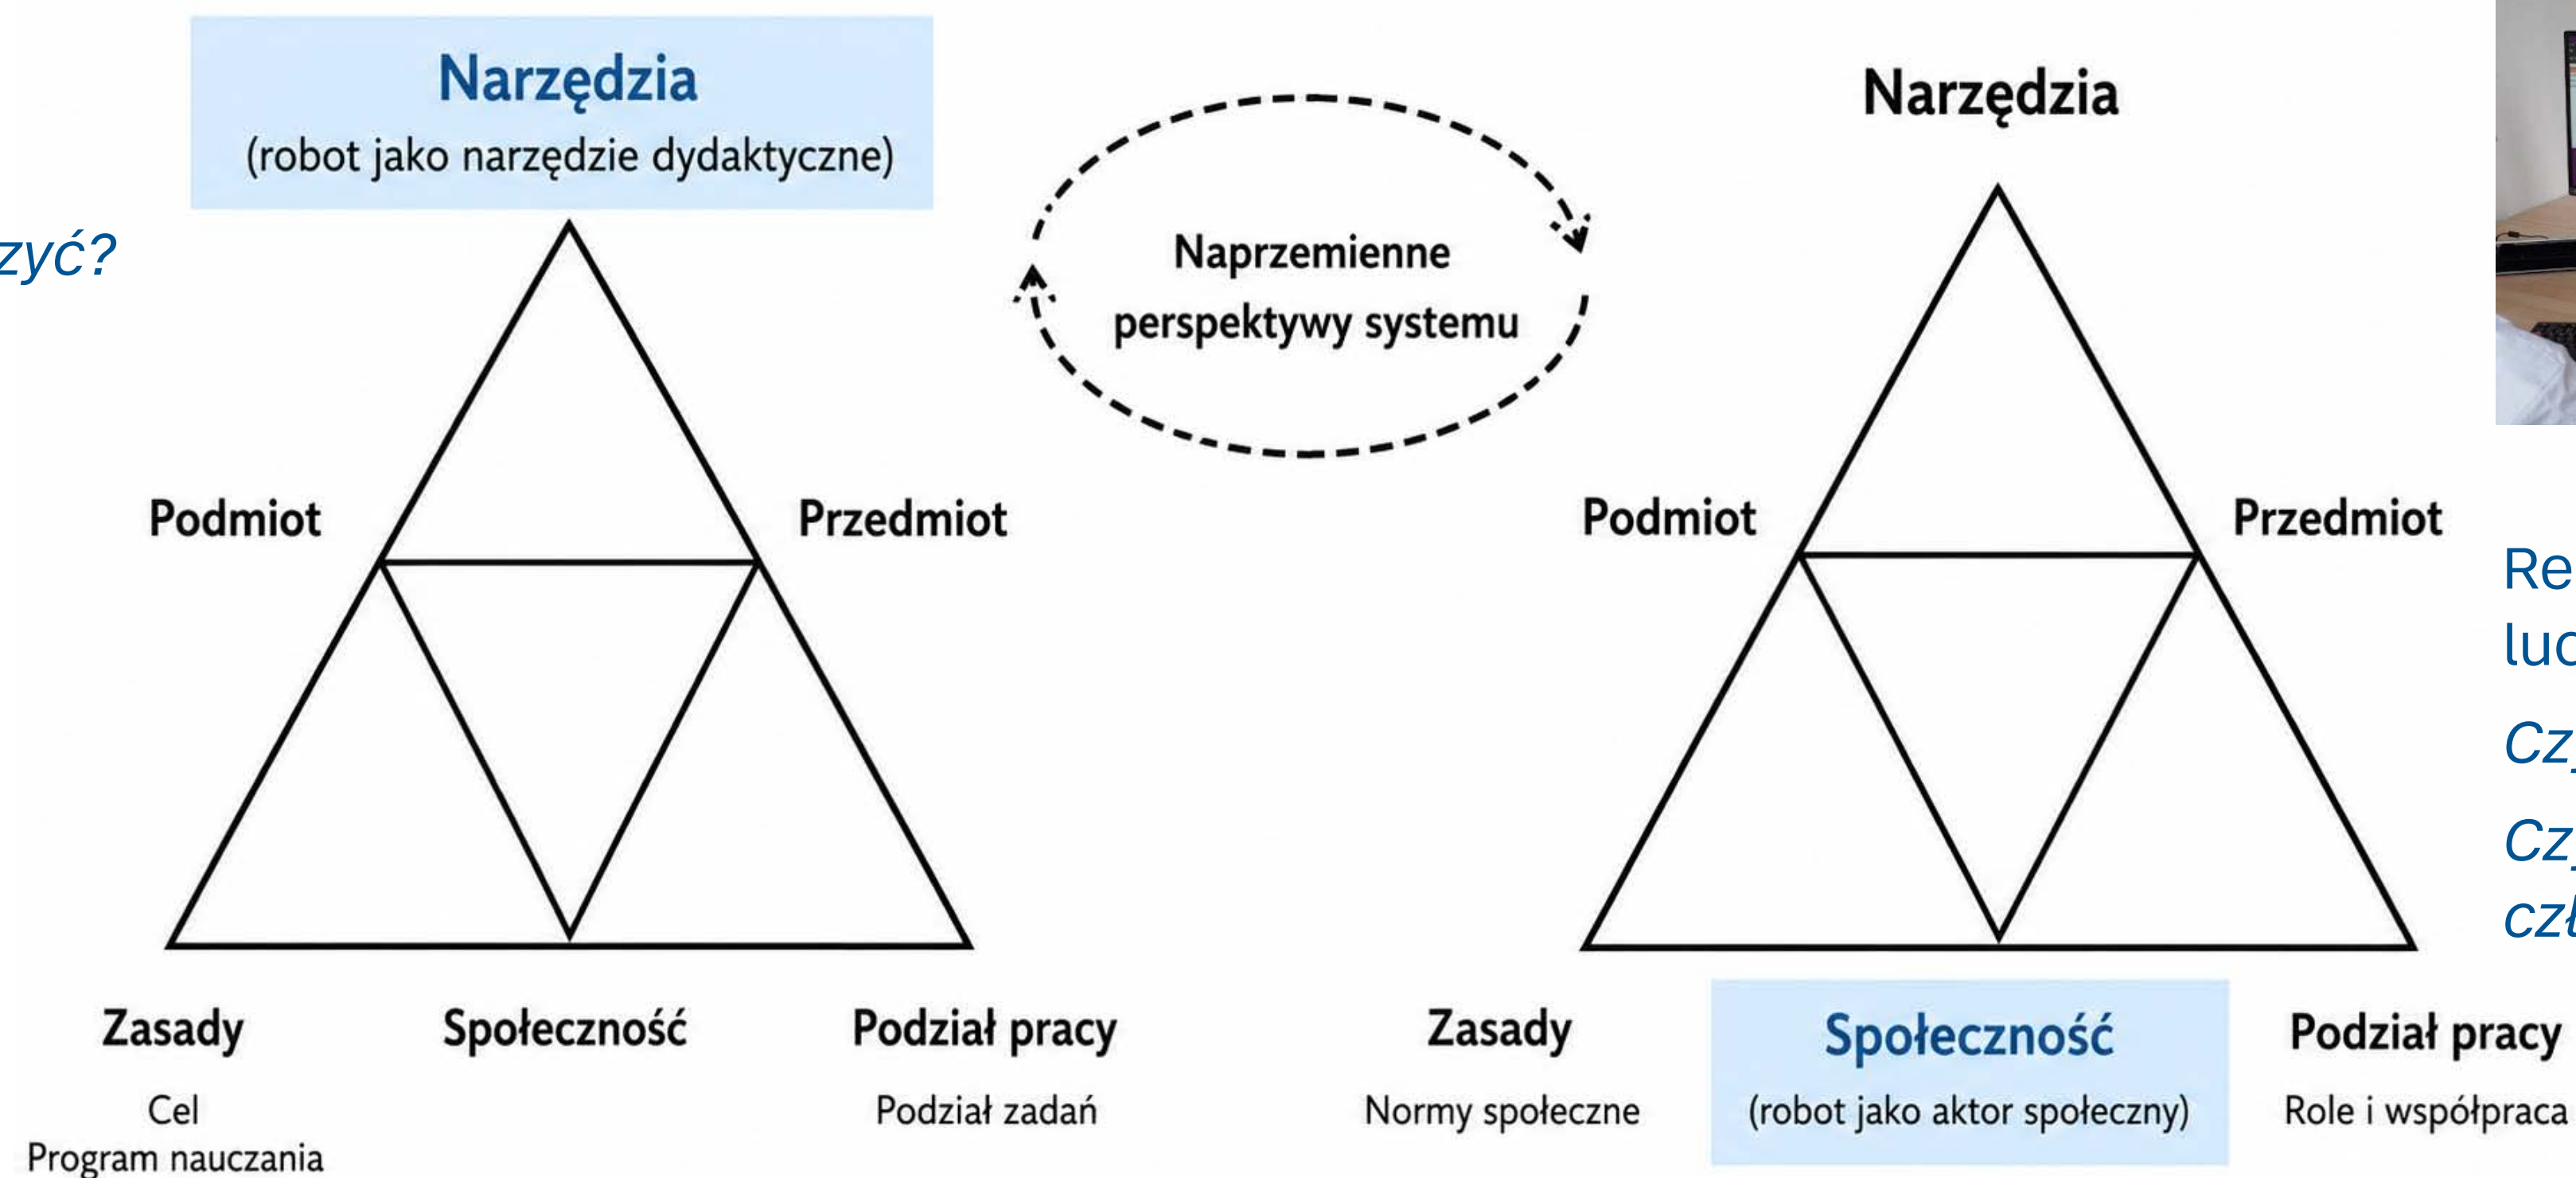 Narzędzia
(robot jako narzędzie dydaktyczne)
Podmiot
Przedmiot
Zasady
Społeczność
Podział pracy
Cel
Program nauczania
Podział zadań
Naprzemienne
perspektywy systemu
Narzędzia
Podmiot
Przedmiot
Zasady
Społeczność
Podział pracy
Normy społeczne
(robot jako aktor społeczny)
Role i współpraca